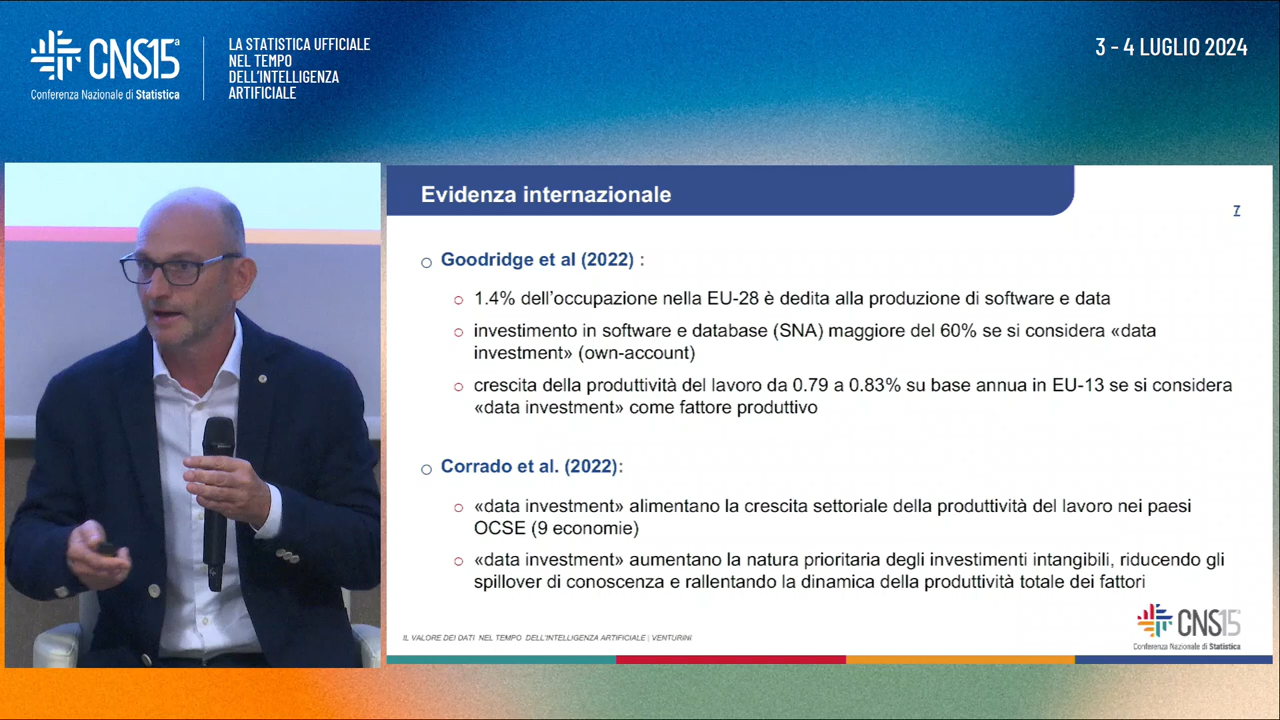 CNS15ª
Conferenza Nazionale di Statistica
LA STATISTICA UFFICIALE
NEL TEMPO
DELL'INTELLIGENZA
ARTIFICIALE
3 - 4 LUGLIO 2024
Evidenza internazionale
7
Goodridge et al (2022) :
1.4% dell'occupazione nella EU-28 è dedita alla produzione di software e data
investimento in software e database (SNA) maggiore del 60% se si considera «data
investment» (own-account)
crescita della produttività del lavoro da 0.79 a 0.83% su base annua in EU-13 se si considera
«data investment» come fattore produttivo
Corrado et al. (2022):
«data investment» alimentano la crescita settoriale della produttività del lavoro nei paesi
OCSE (9 economie)
«data investment» aumentano la natura prioritaria degli investimenti intangibili, riducendo gli
spillover di conoscenza e rallentando la dinamica della produttività totale dei fattori
IL VALORE DEI DATI NEL TEMPO DELL'INTELLIGENZA ARTIFICIALE | VENTURINI
CNS15
Conferenza Nazionale di Statistica